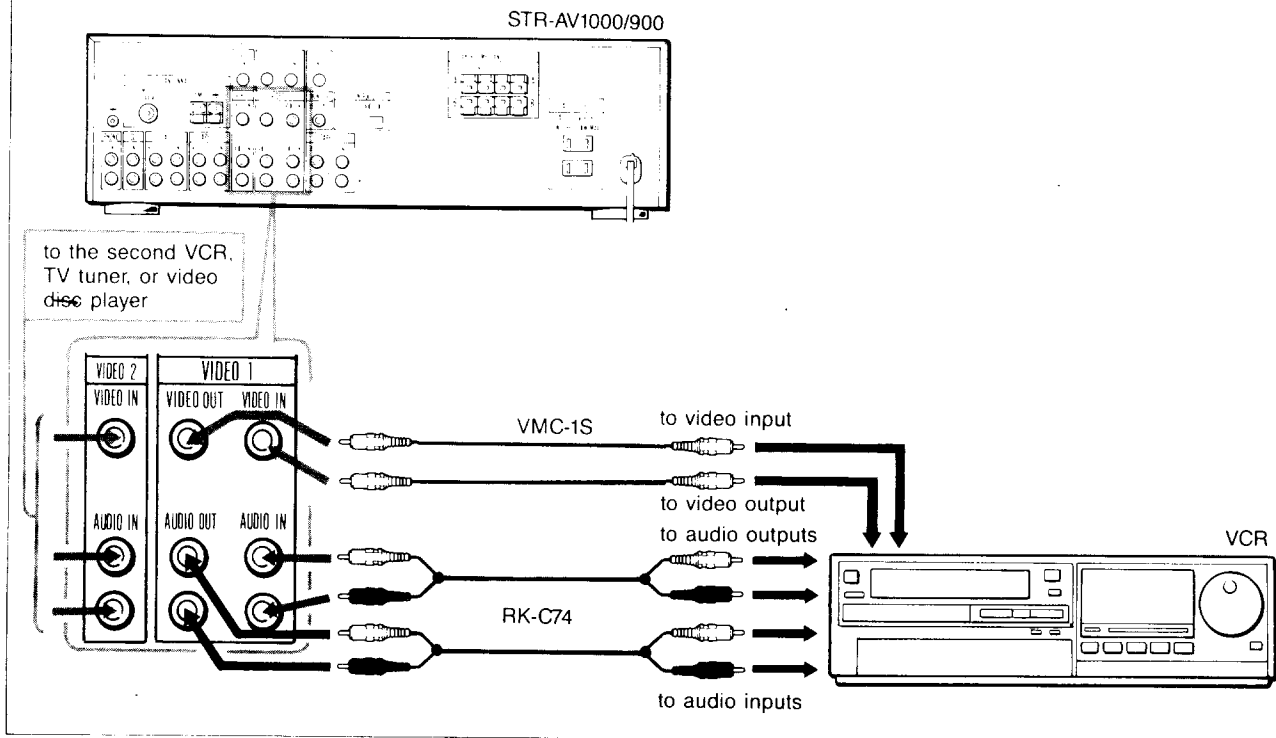 STR-AV1000/900
to the second VCR,
TV tuner, or video
disc player
VIDEO 2
VIDEO 1
VIDEO IN
VIDEO OUT
VIDEO IN
VMC-1S
to video input
to video output
AUDIO IN
AUDIO OUT
AUDIO IN
to audio outputs
VCR
RK-C74
to audio inputs